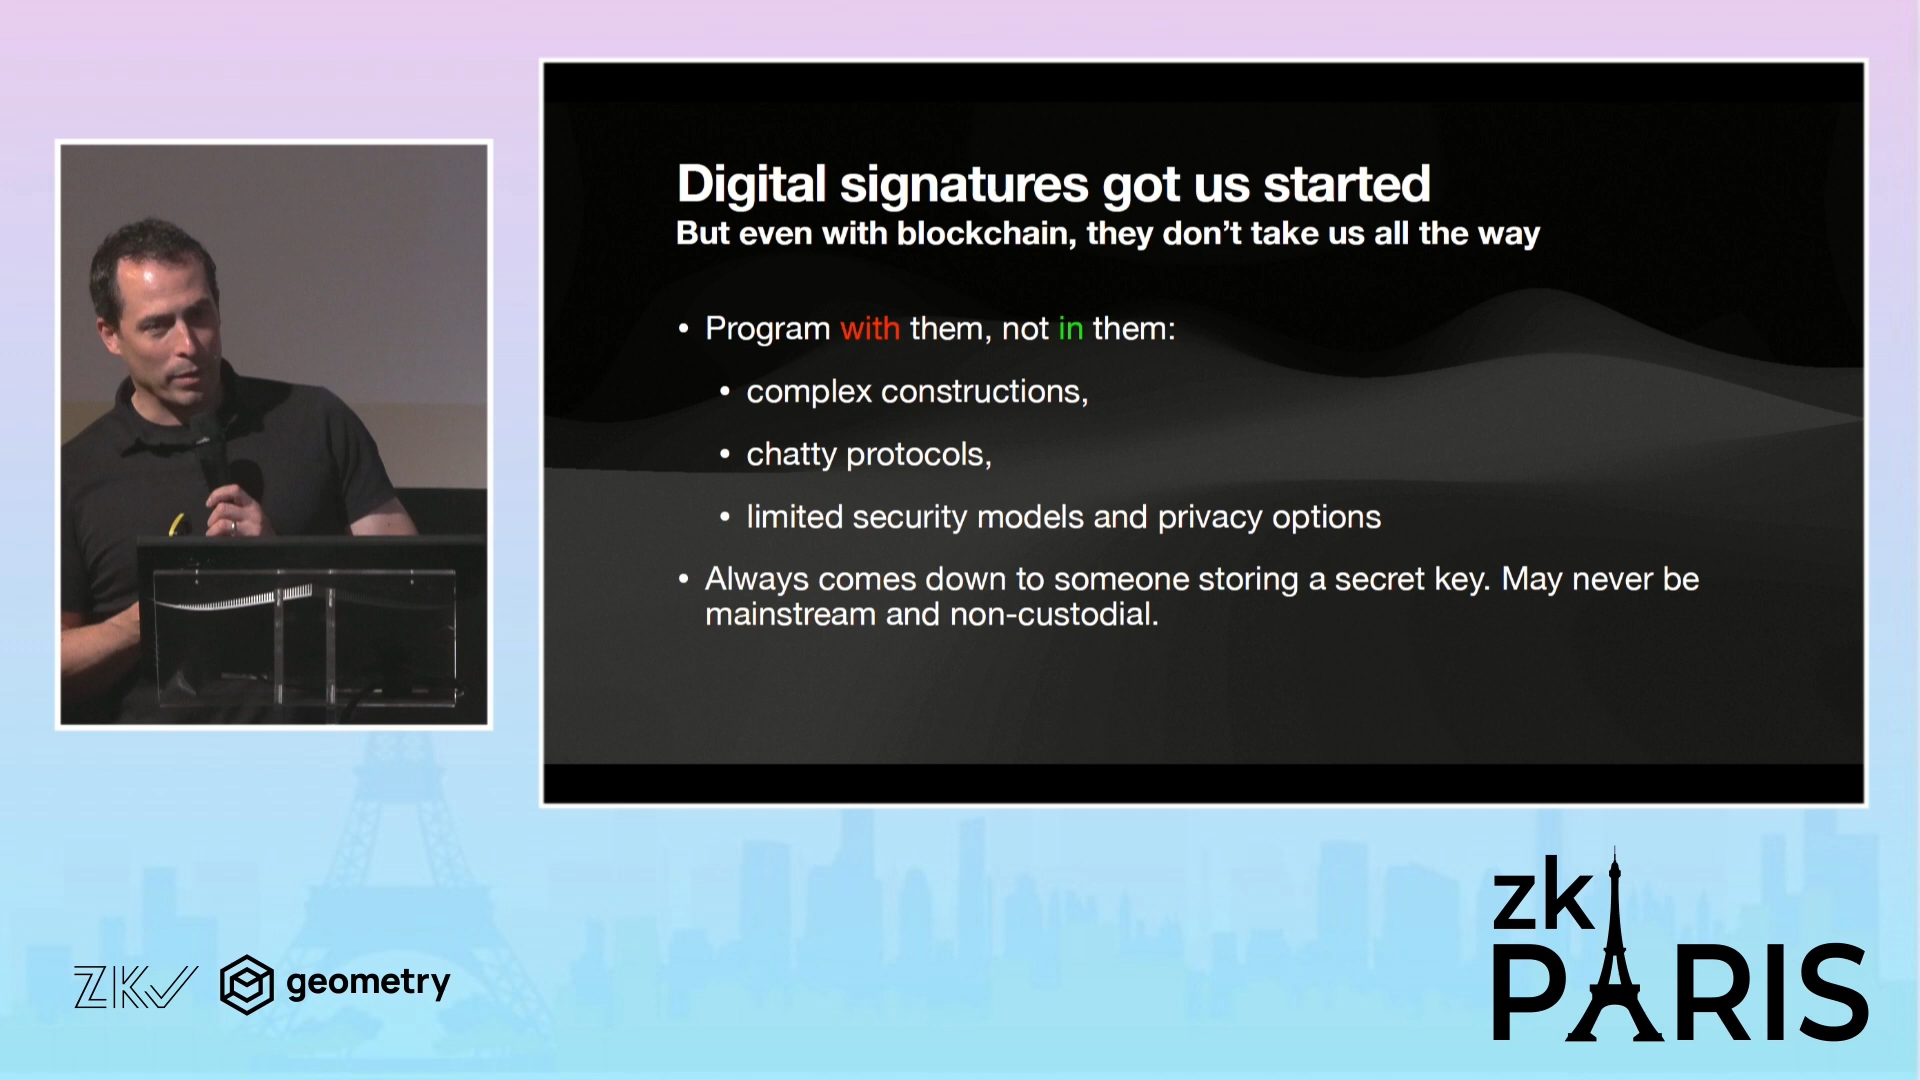 Digital signatures got us started
But even with blockchain, they don't take us all the way
• Program with them, not in them:
• complex constructions,
• chatty protocols,
• limited security models and privacy options
• Always comes down to someone storing a secret key. May never be
mainstream and non-custodial.
ZKV
geometry
zk
PARIS